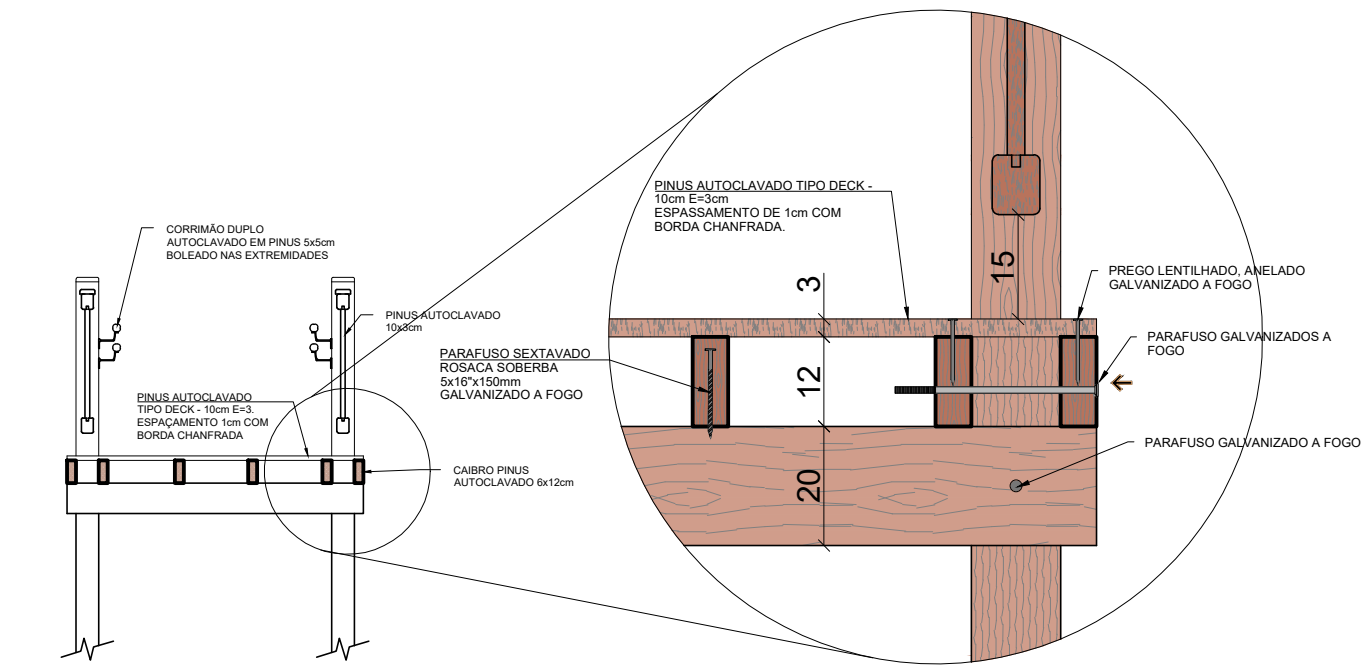 CORRIMÃO DUPLO
AUTOCLAVADO EM PINUS 5x5cm
BOLEADO NAS EXTREMIDADES
PINUS AUTOCLAVADO
10x3cm
PINUS AUTOCLAVADO
TIPO DECK - 10cm E=3.
ESPAÇAMENTO 1cm COM
BORDA CHANFRADA
CAIBRO PINUS
AUTOCLAVADO 6x12cm
PINUS AUTOCLAVADO TIPO DECK -
10cm E=3cm
ESPASSAMENTO DE 1cm COM
BORDA CHANFRADA.
PARAFUSO SEXTAVADO
ROSACA SOBERBA
5x16"x150mm
GALVANIZADO A FOGO
3
12
20
15
PREGO LENTILHADO, ANELADO
GALVANIZADO A FOGO
PARAFUSO GALVANIZADOS A
FOGO
PARAFUSO GALVANIZADO A FOGO